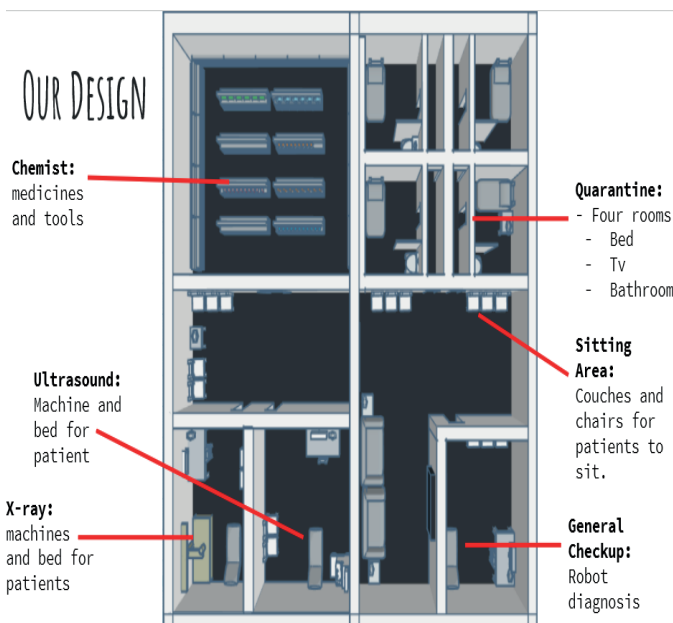 OUR DESIGN
Chemist:
medicines
and tools
Ultrasound:
Machine and
bed for
patient
X-ray:
machines
and bed for
patients
Quarantine:
- Four rooms
- Bed
- Tv
- Bathroom
Sitting
Area:
Couches and
chairs for
patients to
sit.
General
Checkup:
Robot
diagnosis